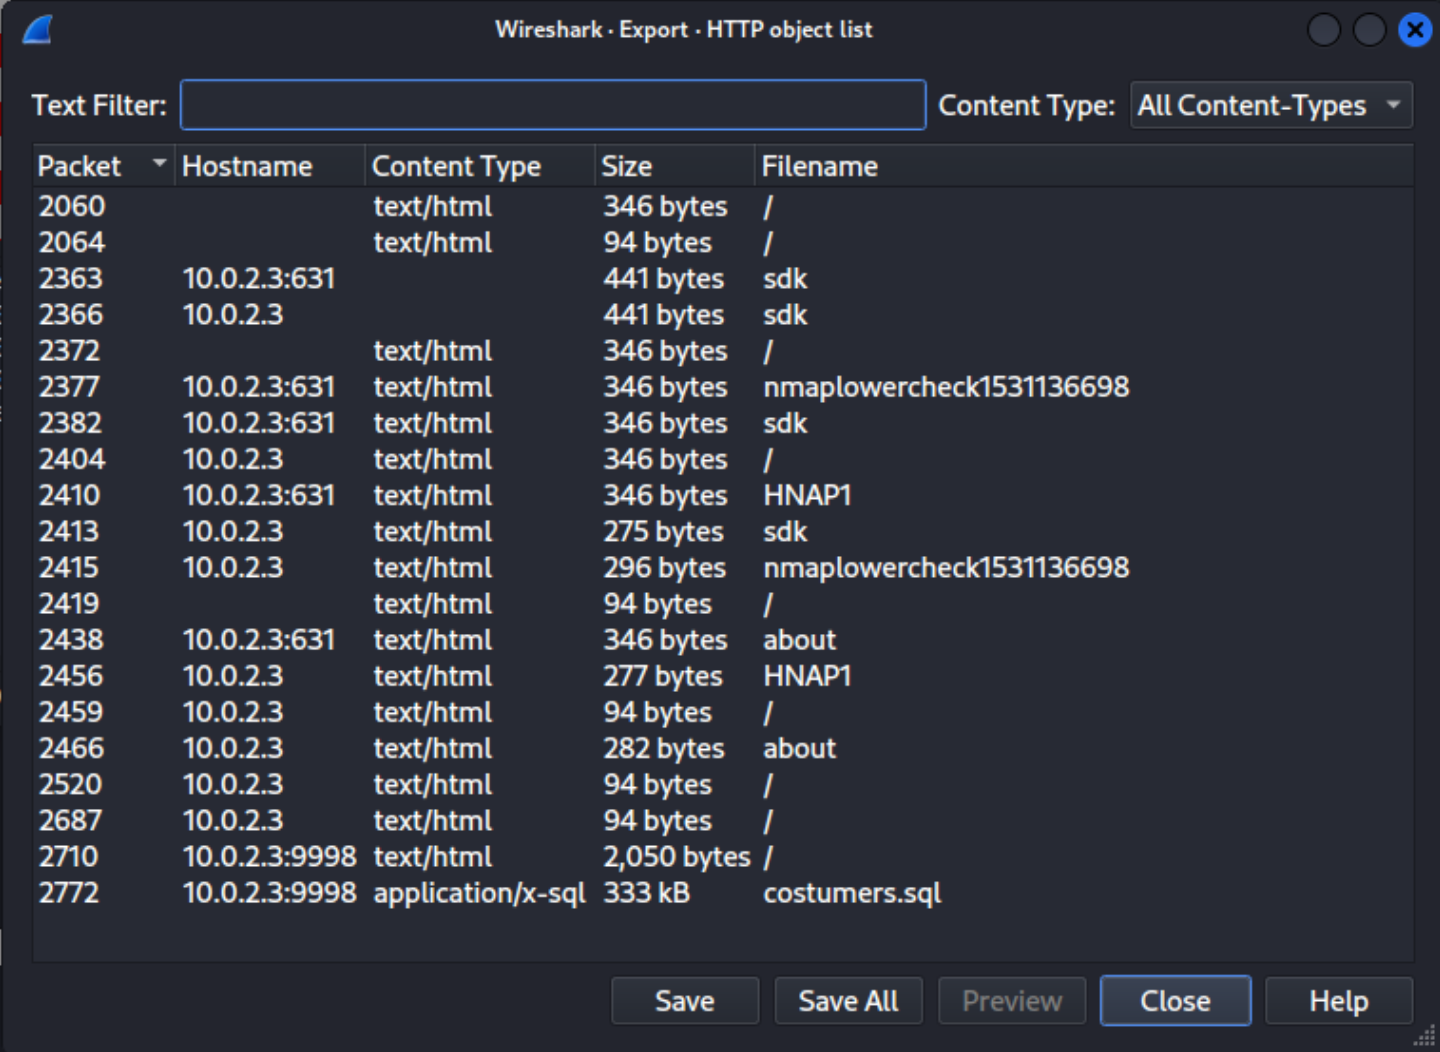 Wireshark · Export · HTTP object list
Text Filter: Content Type: All Content-Types
Packet Hostname Content Type Size Filename
2060 text/html 346 bytes /
2064 text/html 94 bytes /
2363 10.0.2.3:631 441 bytes sdk
2366 10.0.2.3 441 bytes sdk
2372 text/html 346 bytes /
2377 10.0.2.3:631 text/html 346 bytes nmaplowercheck1531136698
2382 10.0.2.3:631 text/html 346 bytes sdk
2404 10.0.2.3 text/html 346 bytes /
2410 10.0.2.3:631 text/html 346 bytes HNAP1
2413 10.0.2.3 text/html 275 bytes sdk
2415 10.0.2.3 text/html 296 bytes nmaplowercheck1531136698
2419 text/html 94 bytes /
2438 10.0.2.3:631 text/html 346 bytes about
2456 10.0.2.3 text/html 277 bytes HNAP1
2459 10.0.2.3 text/html 94 bytes /
2466 10.0.2.3 text/html 282 bytes about
2520 10.0.2.3 text/html 94 bytes /
2687 10.0.2.3 text/html 94 bytes /
2710 10.0.2.3:9998 text/html 2,050 bytes /
2772 10.0.2.3:9998 application/x-sql 333 kB costumers.sql
Save Save All Preview Close Help